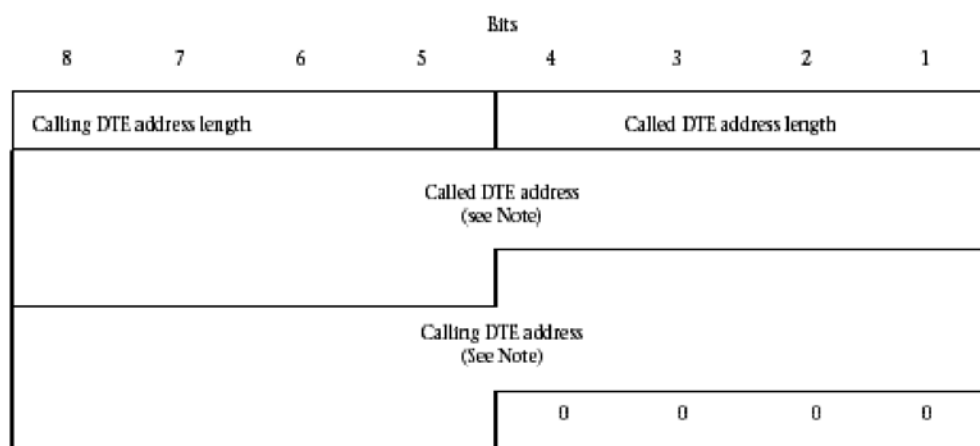 Bits
8 7 6 5 4 3 2 1
Calling DTE address length Called DTE address length
Called DTE address
(see Note)
Calling DTE address
(See Note)
0 0 0 0